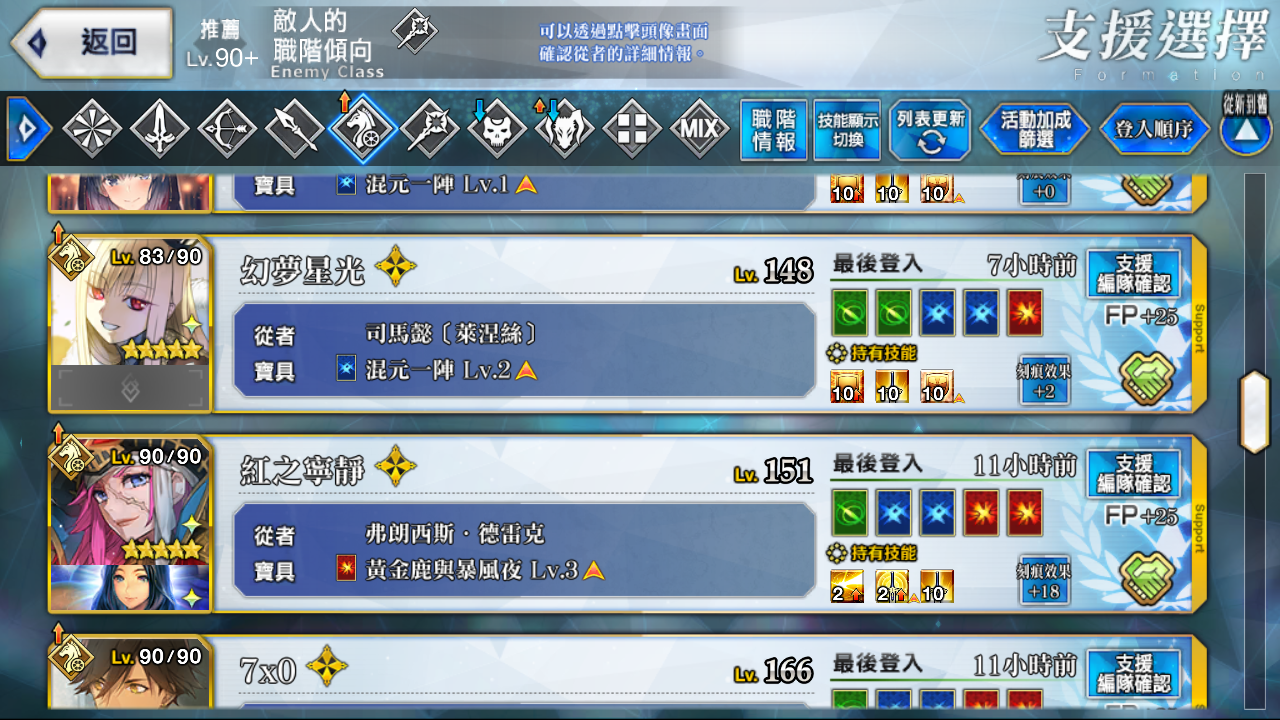 返回
推薦
Lv.90+
敵人的
職階傾向
Enemy Class
可以透過點擊頭像畫面
確認從者的詳細情報。
支援選擇
Formation
MIX
職階
情報
技能顯示
切換
列表更新
活動加成
篩選
登入順序
從新到舊
寶具 混元一陣 Lv.1
10 10 10
+0
Lv. 83/90
幻夢星光
Lv.148
最後登入 7小時前
支援
編隊確認
FP+25
從者 司馬懿〔萊涅絲〕
寶具 混元一陣 Lv.2
持有技能
10 10 10
刻痕效果
+2
Support
Lv. 90/90
紅之寧靜
Lv.151
最後登入 11小時前
支援
編隊確認
FP+25
從者 弗朗西斯·德雷克
寶具 黃金鹿與暴風夜 Lv.3
持有技能
2 2 10
刻痕效果
+18
Support
Lv. 90/90
7x0
Lv.166
最後登入 11小時前
支援
編隊確認